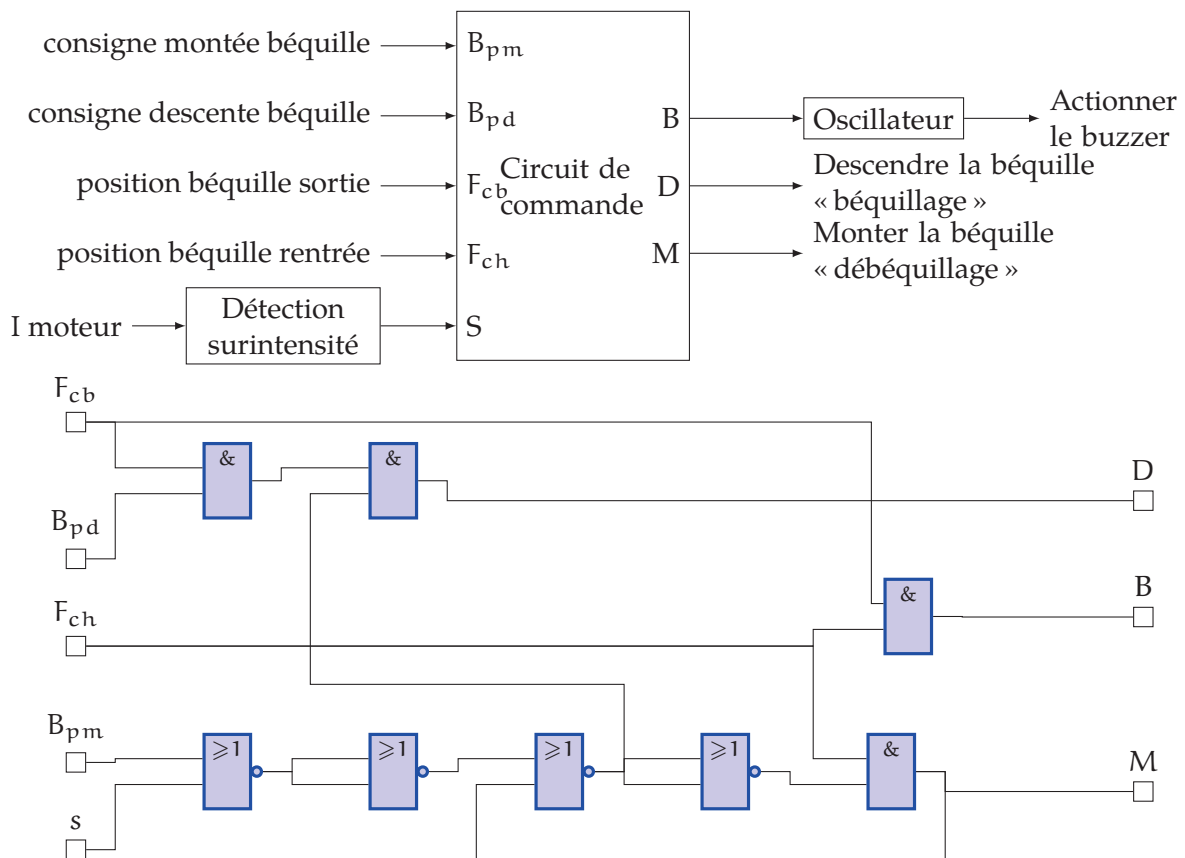 consigne montée béquille
B_pm
consigne descente béquille
B_pd
position béquille sortie
F_cb
position béquille rentrée
F_ch
I moteur
Détection
surintensité
S
Circuit de
commande
B
D
M
Oscillateur
Actionner
le buzzer
Descendre la béquille
« béquillage »
Monter la béquille
« débéquillage »
F_cb
&
&
D
B_pd
&
B
F_ch
B_pm
⩾1
⩾1
⩾1
⩾1
&
M
s